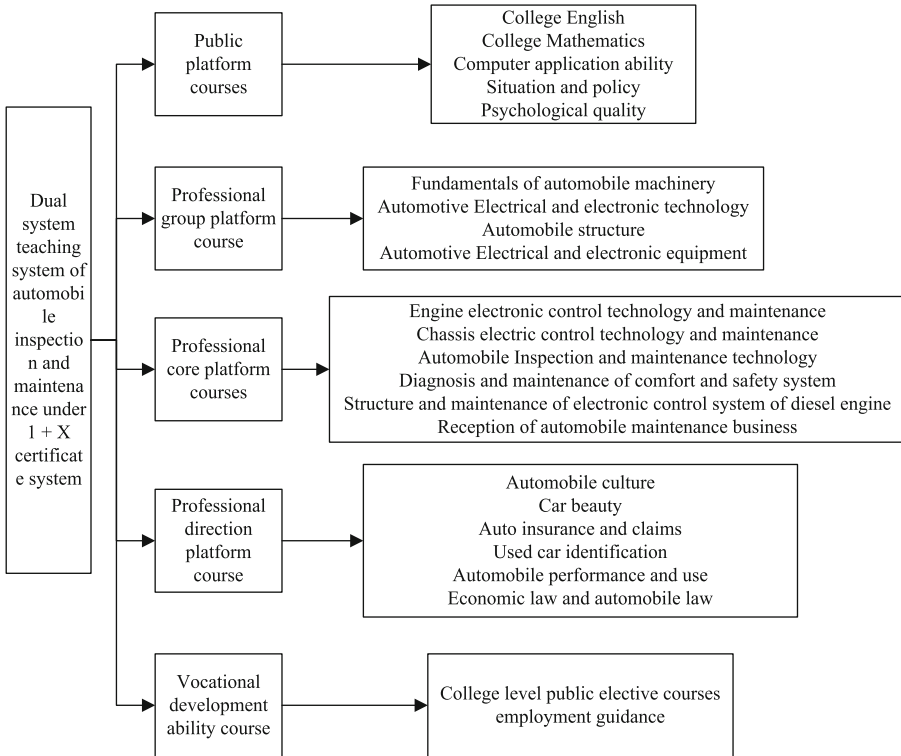 Dual
system
teaching
system of
automobi
le
inspectio
n and
maintena
nce under
1 + X
certificat
e system
Public
platform
courses
College English
College Mathematics
Computer application ability
Situation and policy
Psychological quality
Professional
group platform
course
Fundamentals of automobile machinery
Automotive Electrical and electronic technology
Automobile structure
Automotive Electrical and electronic equipment
Professional
core platform
courses
Engine electronic control technology and maintenance
Chassis electric control technology and maintenance
Automobile Inspection and maintenance technology
Diagnosis and maintenance of comfort and safety system
Structure and maintenance of electronic control system of diesel engine
Reception of automobile maintenance business
Professional
direction
platform
course
Automobile culture
Car beauty
Auto insurance and claims
Used car identification
Automobile performance and use
Economic law and automobile law
Vocational
development
ability course
College level public elective courses
employment guidance